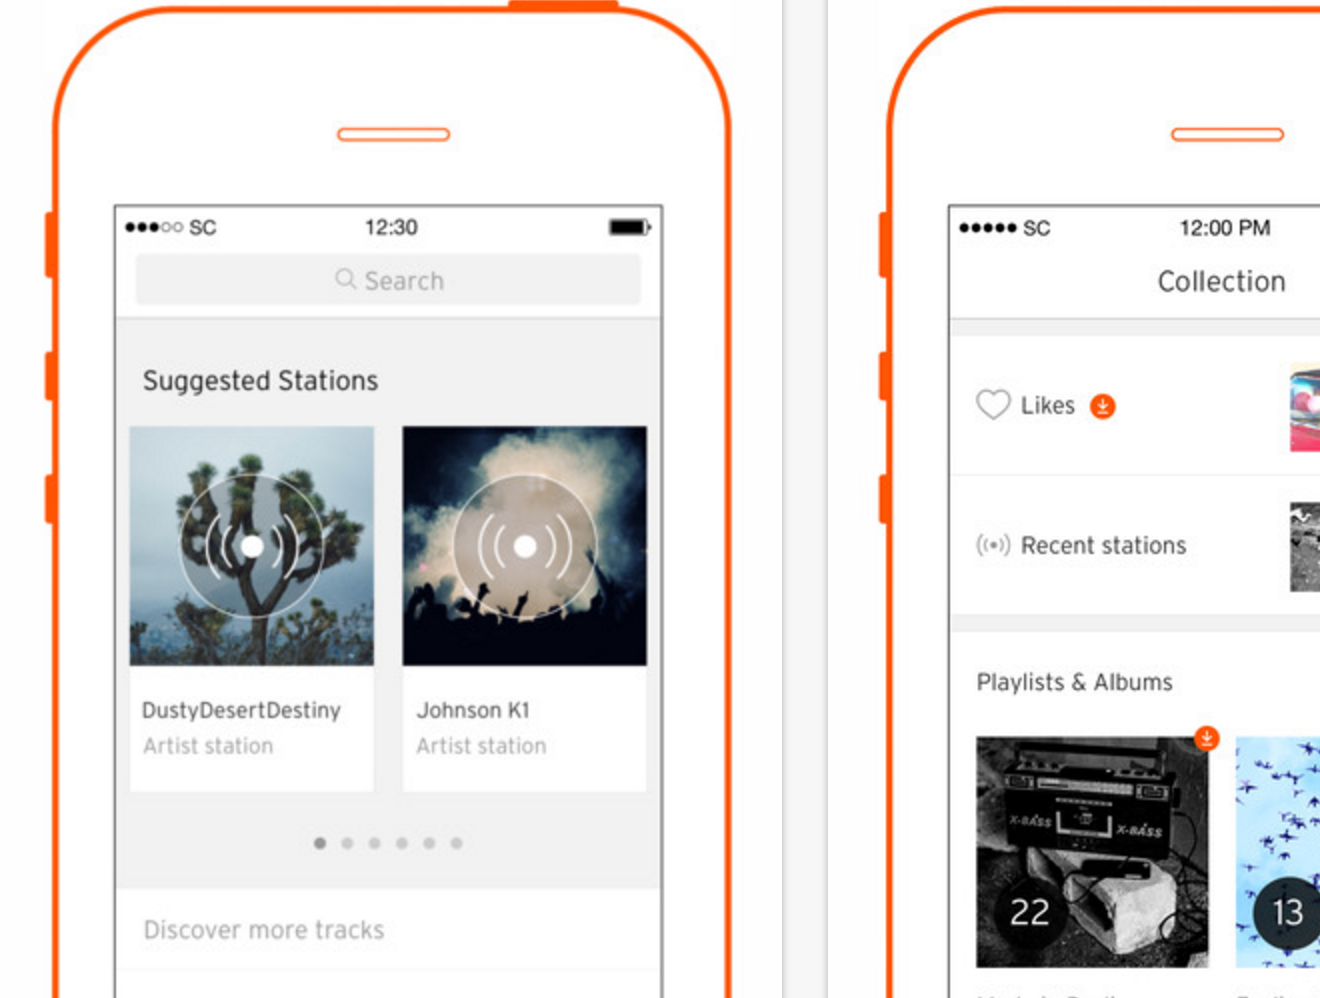 SC 12:30
Search
Suggested Stations
DustyDesertDestiny
Artist station
Johnson K1
Artist station
Discover more tracks
SC 12:00 PM
Collection
Likes
Recent stations
Playlists & Albums
X-BASS X-BASS
22
13